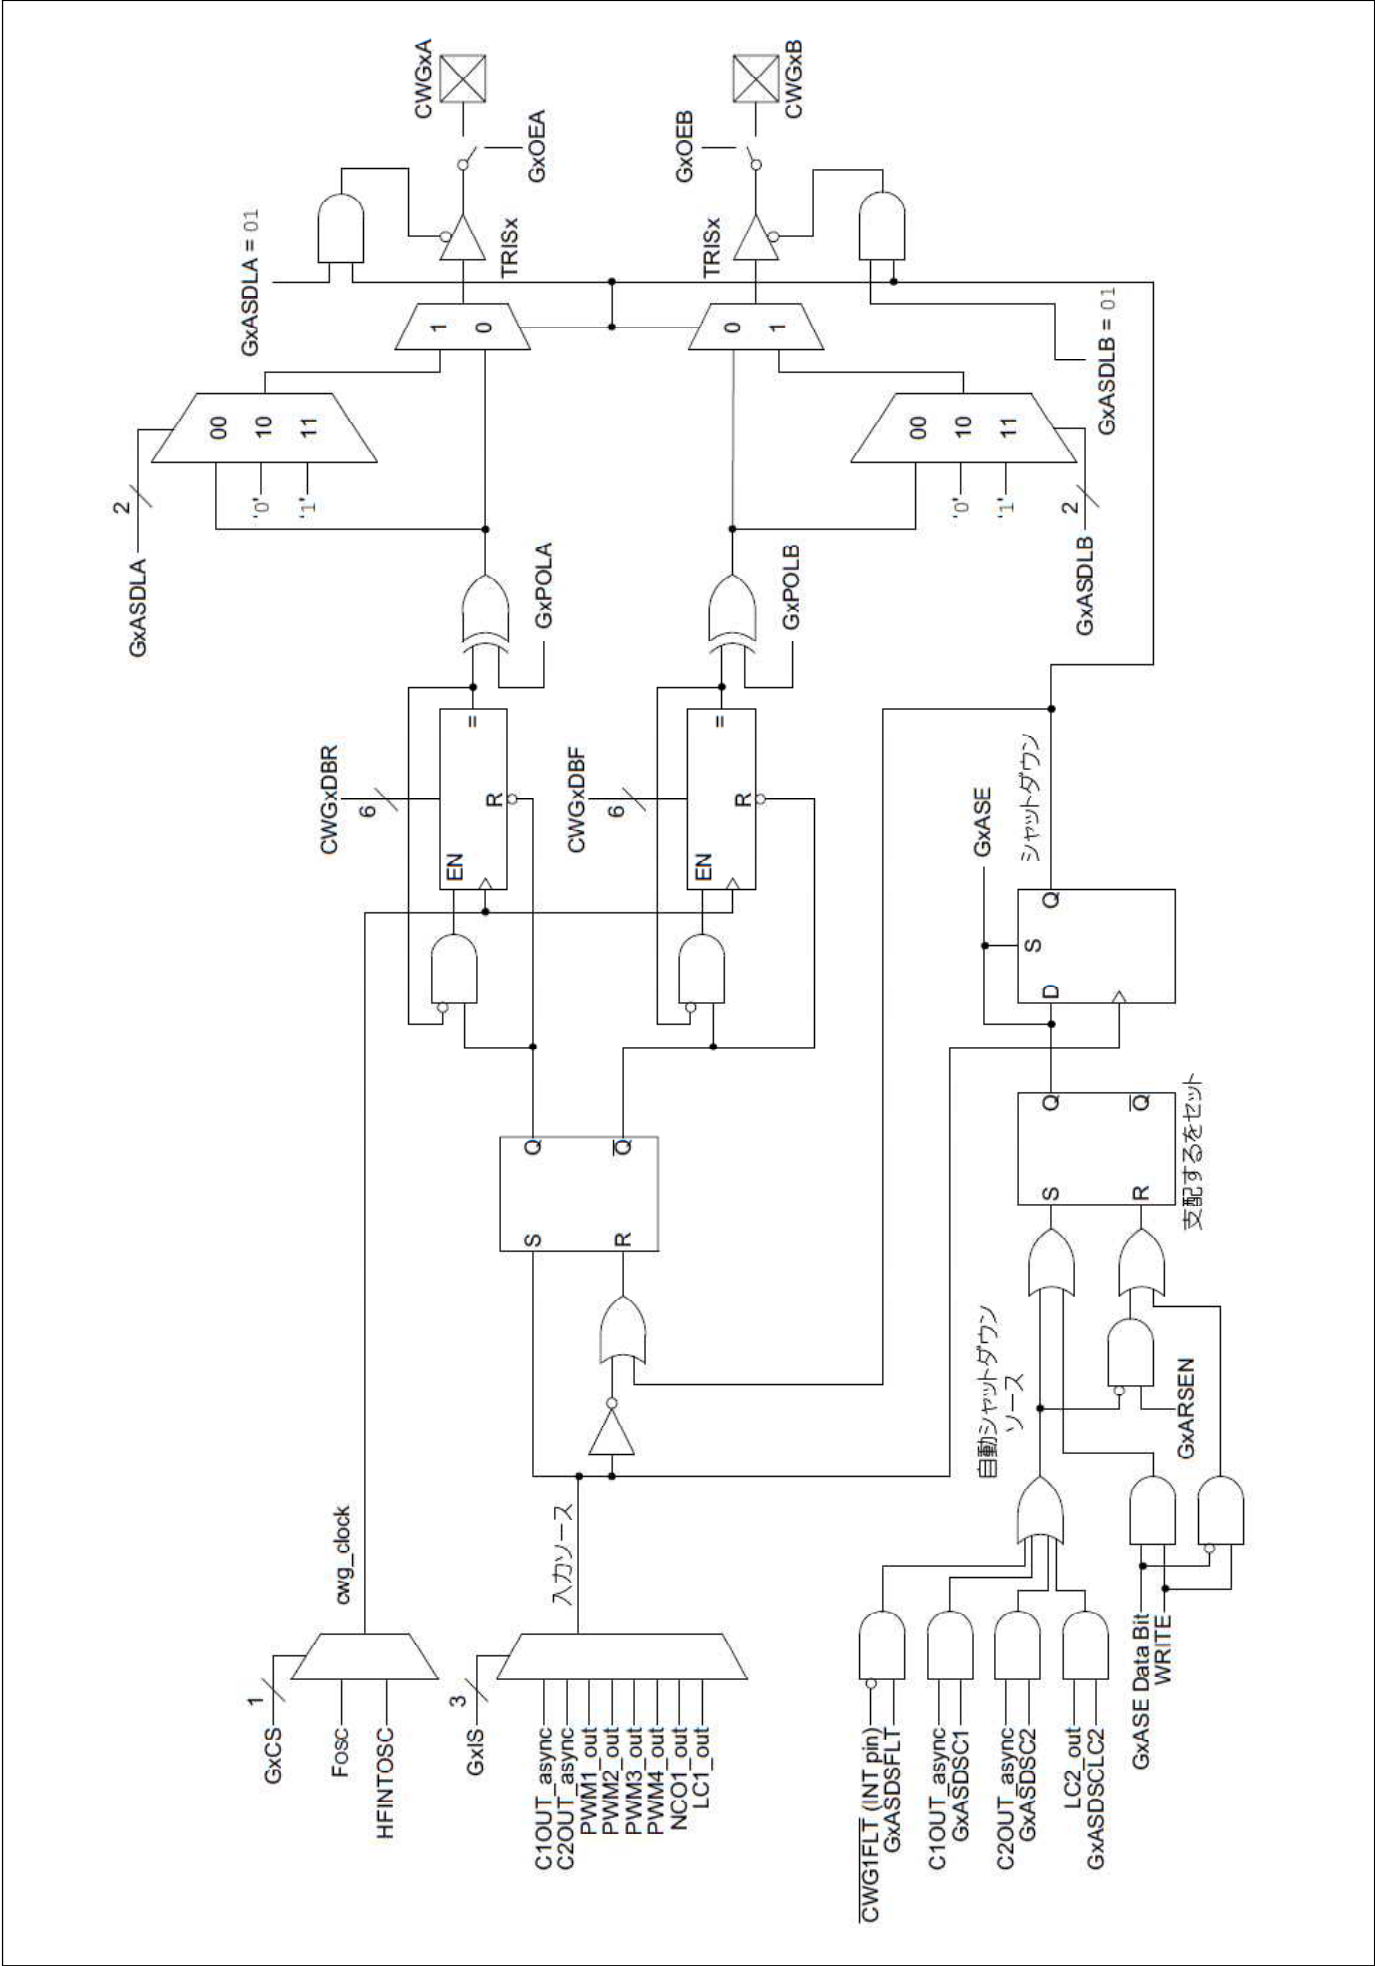 GxCS
1
FOSC
HFINTOSC
cwg_clock
GxIS
3
C1OUT_async
C2OUT_async
PWM1_out
PWM2_out
PWM3_out
PWM4_out
NCO1_out
LC1_out
入力ソース
S
R
Q
Q
CWGxDBR
6
EN
R
=
GxPOLA
CWGxDBF
6
EN
R
=
GxPOLB
GxASDLA
2
00
10
11
'0'
'1'
GxASDLA = 01
1
0
TRISx
GxOEA
CWGxA
0
1
TRISx
GxOEB
CWGxB
00
10
11
'0'
'1'
GxASDLB
2
GxASDLB = 01
CWG1FLT (INT pin)
GxASDSFLT
C1OUT_async
GxASDSC1
C2OUT_async
GxASDSC2
LC2_out
GxASDSCLC2
自動シャットダウン
ソース
GxASE Data Bit
WRITE
GxARSEN
S
R
Q
Q
支配するをセット
GxASE
D
S
Q
シャットダウン